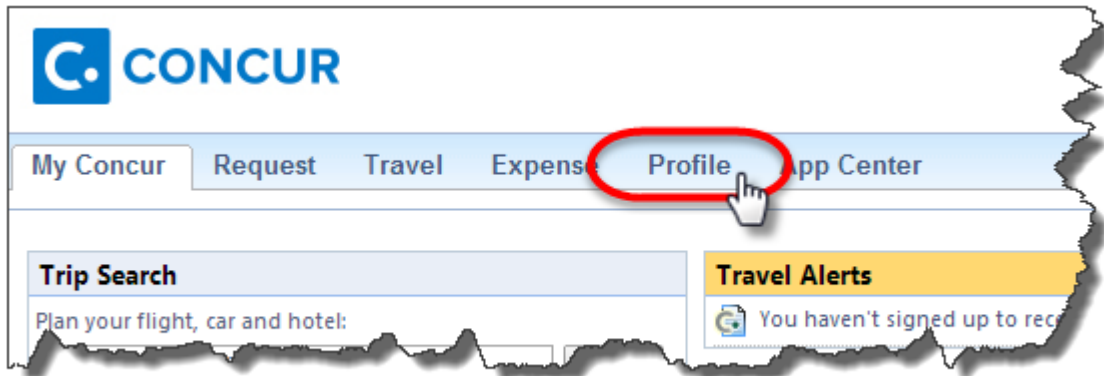 C. CONCUR
My Concur Request Travel Expense Profile App Center
Trip Search
Plan your flight, car and hotel:
Travel Alerts
You haven't signed up to